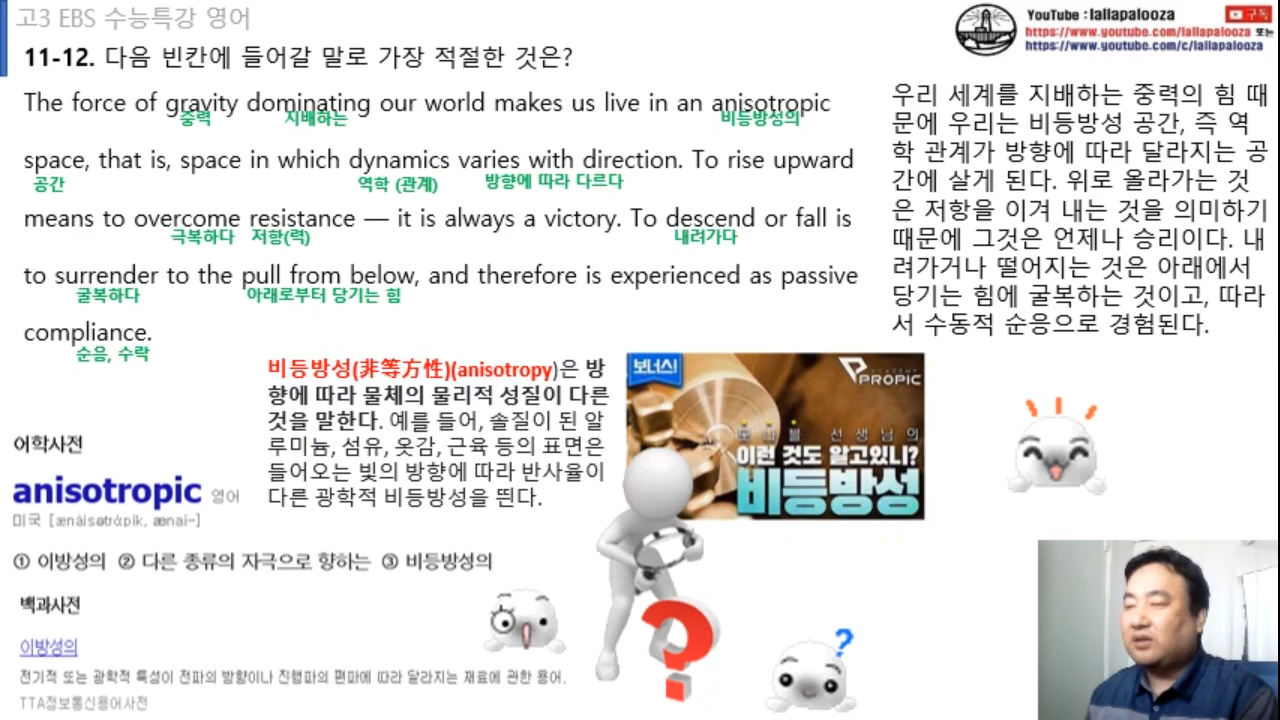 고3 EBS 수능특강 영어
YouTube : lallapalooza
구독
https://www.youtube.com/lallapalooza 또는
https://www.youtube.com/c/lallapalooza
11-12. 다음 빈칸에 들어갈 말로 가장 적절한 것은?
The force of gravity dominating our world makes us live in an anisotropic
중력 지배하는 비등방성의
space, that is, space in which dynamics varies with direction. To rise upward
공간 역학 (관계) 방향에 따라 다르다
means to overcome resistance — it is always a victory. To descend or fall is
극복하다 저항(력) 내려가다
to surrender to the pull from below, and therefore is experienced as passive
굴복하다 아래로부터 당기는 힘
compliance.
순응, 수락
우리 세계를 지배하는 중력의 힘 때
문에 우리는 비등방성 공간, 즉 역
학 관계가 방향에 따라 달라지는 공
간에 살게 된다. 위로 올라가는 것
은 저항을 이겨 내는 것을 의미하기
때문에 그것은 언제나 승리이다. 내
려가거나 떨어지는 것은 아래에서
당기는 힘에 굴복하는 것이고, 따라
서 수동적 순응으로 경험된다.
비등방성(非等方性)(anisotropy)은 방
향에 따라 물체의 물리적 성질이 다른
것을 말한다. 예를 들어, 솔질이 된 알
루미늄, 섬유, 옷감, 근육 등의 표면은
들어오는 빛의 방향에 따라 반사율이
다른 광학적 비등방성을 띈다.
보너스
PROPIC
선생님의
이런 것도 알고있니?
비등방성
어학사전
anisotropic 영어
미국 [ænàisətrápik, ænai-]
① 이방성의 ② 다른 종류의 자극으로 향하는 ③ 비등방성의
백과사전
이방성의
전기적 또는 광학적 특성이 전파의 방향이나 진행파의 편파에 따라 달라지는 재료에 관한 용어.
TTA정보통신용어사전